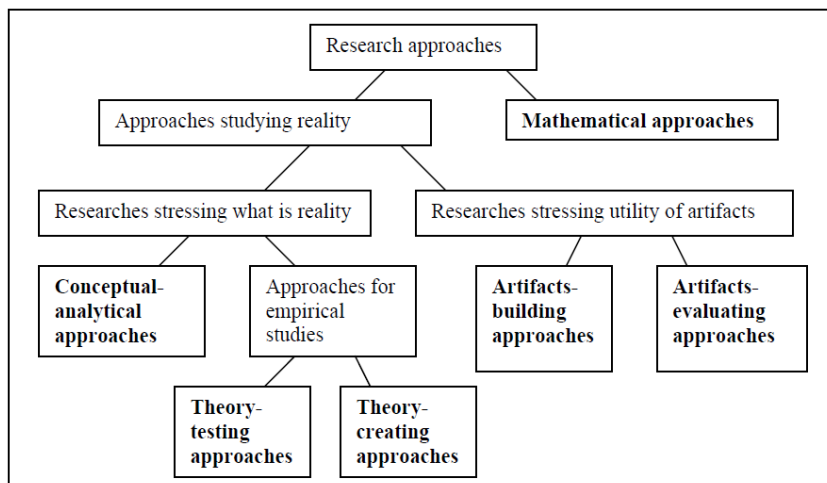 Research approaches
Approaches studying reality
Mathematical approaches
Researches stressing what is reality
Researches stressing utility of artifacts
Conceptual-
analytical
approaches
Approaches for
empirical
studies
Artifacts-
building
approaches
Artifacts-
evaluating
approaches
Theory-
testing
approaches
Theory-
creating
approaches